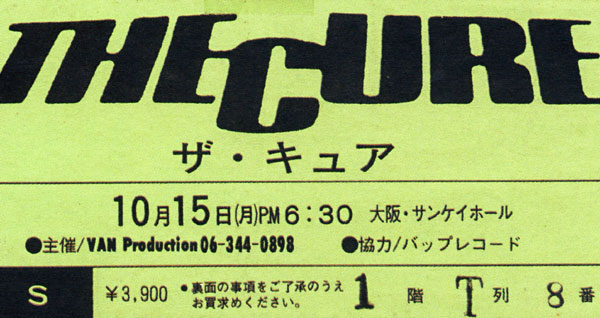 THE CURE
ザ・キュア
10月15日(月)PM6:30 大阪・サンケイホール
●主催/VAN Production 06-344-0898 ●協力/バップレコード
S ¥3,900 ●裏面の事項をご了承のうえ
お買求めください。 1階 T列 8番